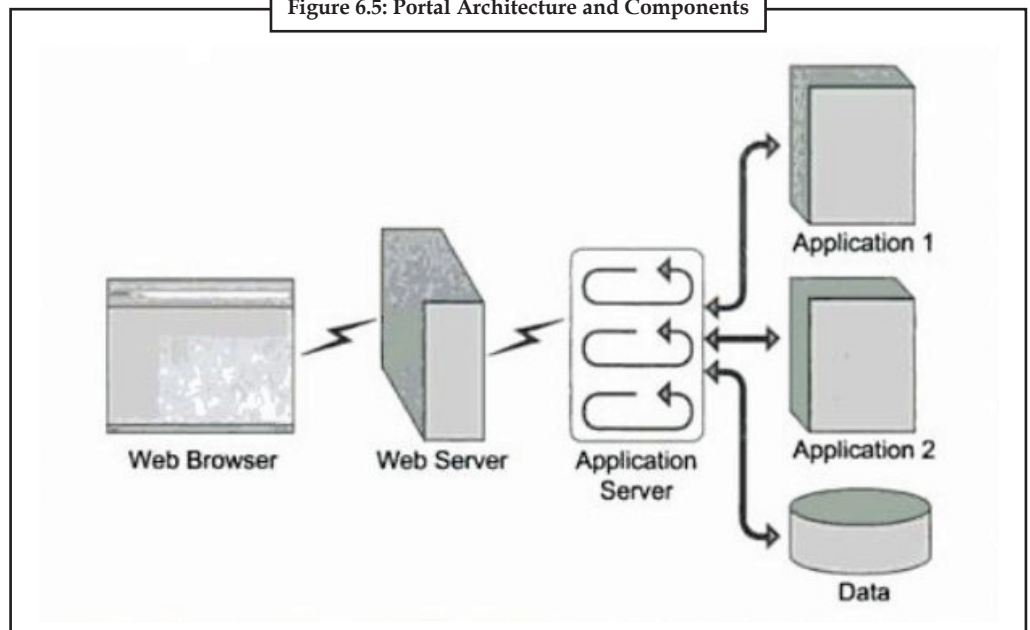 Figure 6.5: Portal Architecture and Components
Application 1
Web Browser
Web Server
Application
Server
Application 2
Data